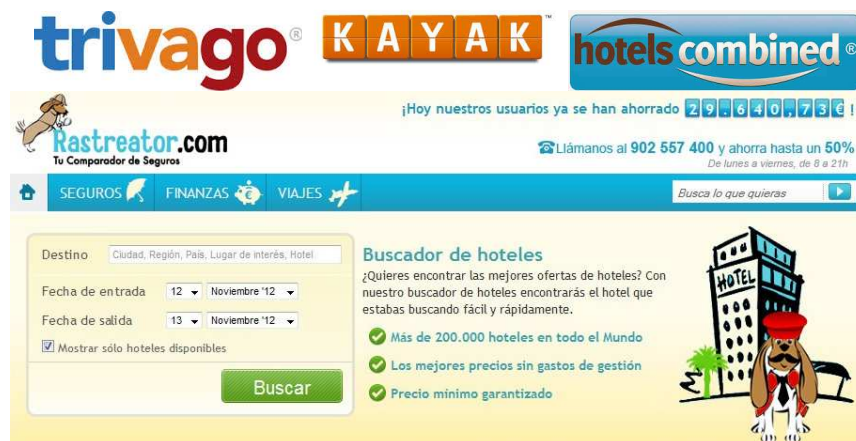 trivago®
KAYAK™
hotelscombined®
¡Hoy nuestros usuarios ya se han ahorrado 29.640,73€ !
Rastreator.com
Tu Comparador de Seguros
Llámanos al 902 557 400 y ahorra hasta un 50%
De lunes a viernes, de 8 a 21h
SEGUROS FINANZAS VIAJES Busca lo que quieras
Destino Ciudad, Región, País, Lugar de interés, Hotel
Fecha de entrada 12 Noviembre '12
Fecha de salida 13 Noviembre '12
Mostrar sólo hoteles disponibles
Buscar
Buscador de hoteles
¿Quieres encontrar las mejores ofertas de hoteles? Con
nuestro buscador de hoteles encontrarás el hotel que
estabas buscando fácil y rápidamente.
Más de 200.000 hoteles en todo el Mundo
Los mejores precios sin gastos de gestión
Precio mínimo garantizado
HOTEL